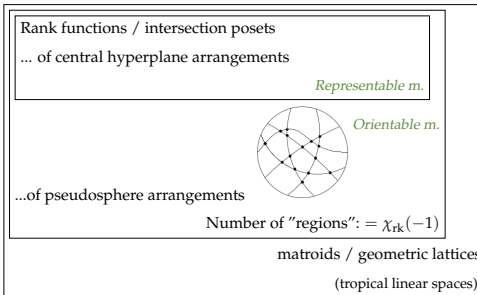 Rank functions / intersection posets
... of central hyperplane arrangements
Representable m.
Orientable m.
...of pseudosphere arrangements
Number of ”regions”: = χrk(−1)
matroids / geometric lattices
(tropical linear spaces)